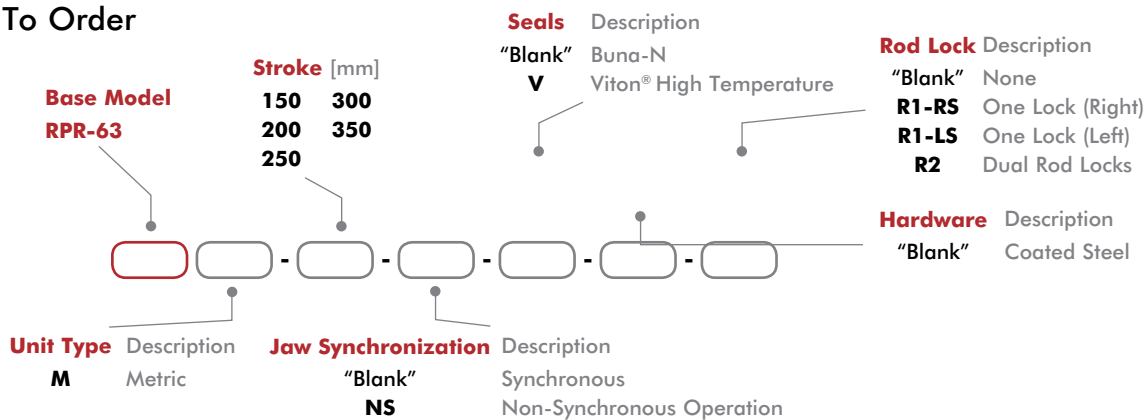 To Order
Base Model
RPR-63
Stroke [mm]
150 300
200 350
250
Seals Description
“Blank” Buna-N
V Viton® High Temperature
Rod Lock Description
“Blank” None
R1-RS One Lock (Right)
R1-LS One Lock (Left)
R2 Dual Rod Locks
Hardware Description
“Blank” Coated Steel
- - - - -
Unit Type Description
M Metric
Jaw Synchronization Description
“Blank” Synchronous
NS Non-Synchronous Operation